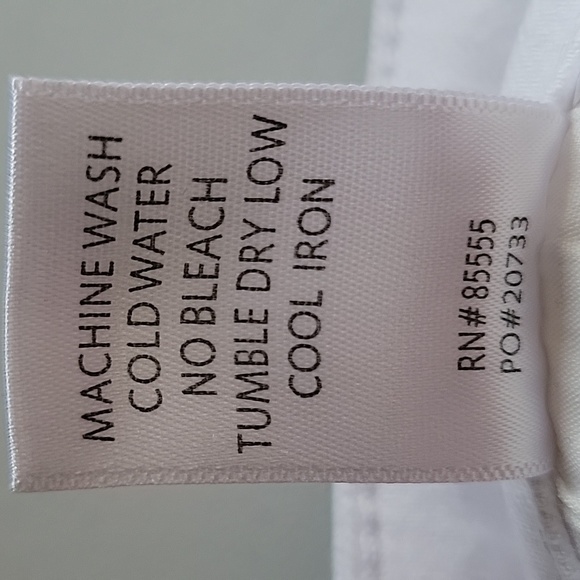 MACHINE WASH
COLD WATER
NO BLEACH
TUMBLE DRY LOW
COOL IRON
RN# 85555
PO#20733